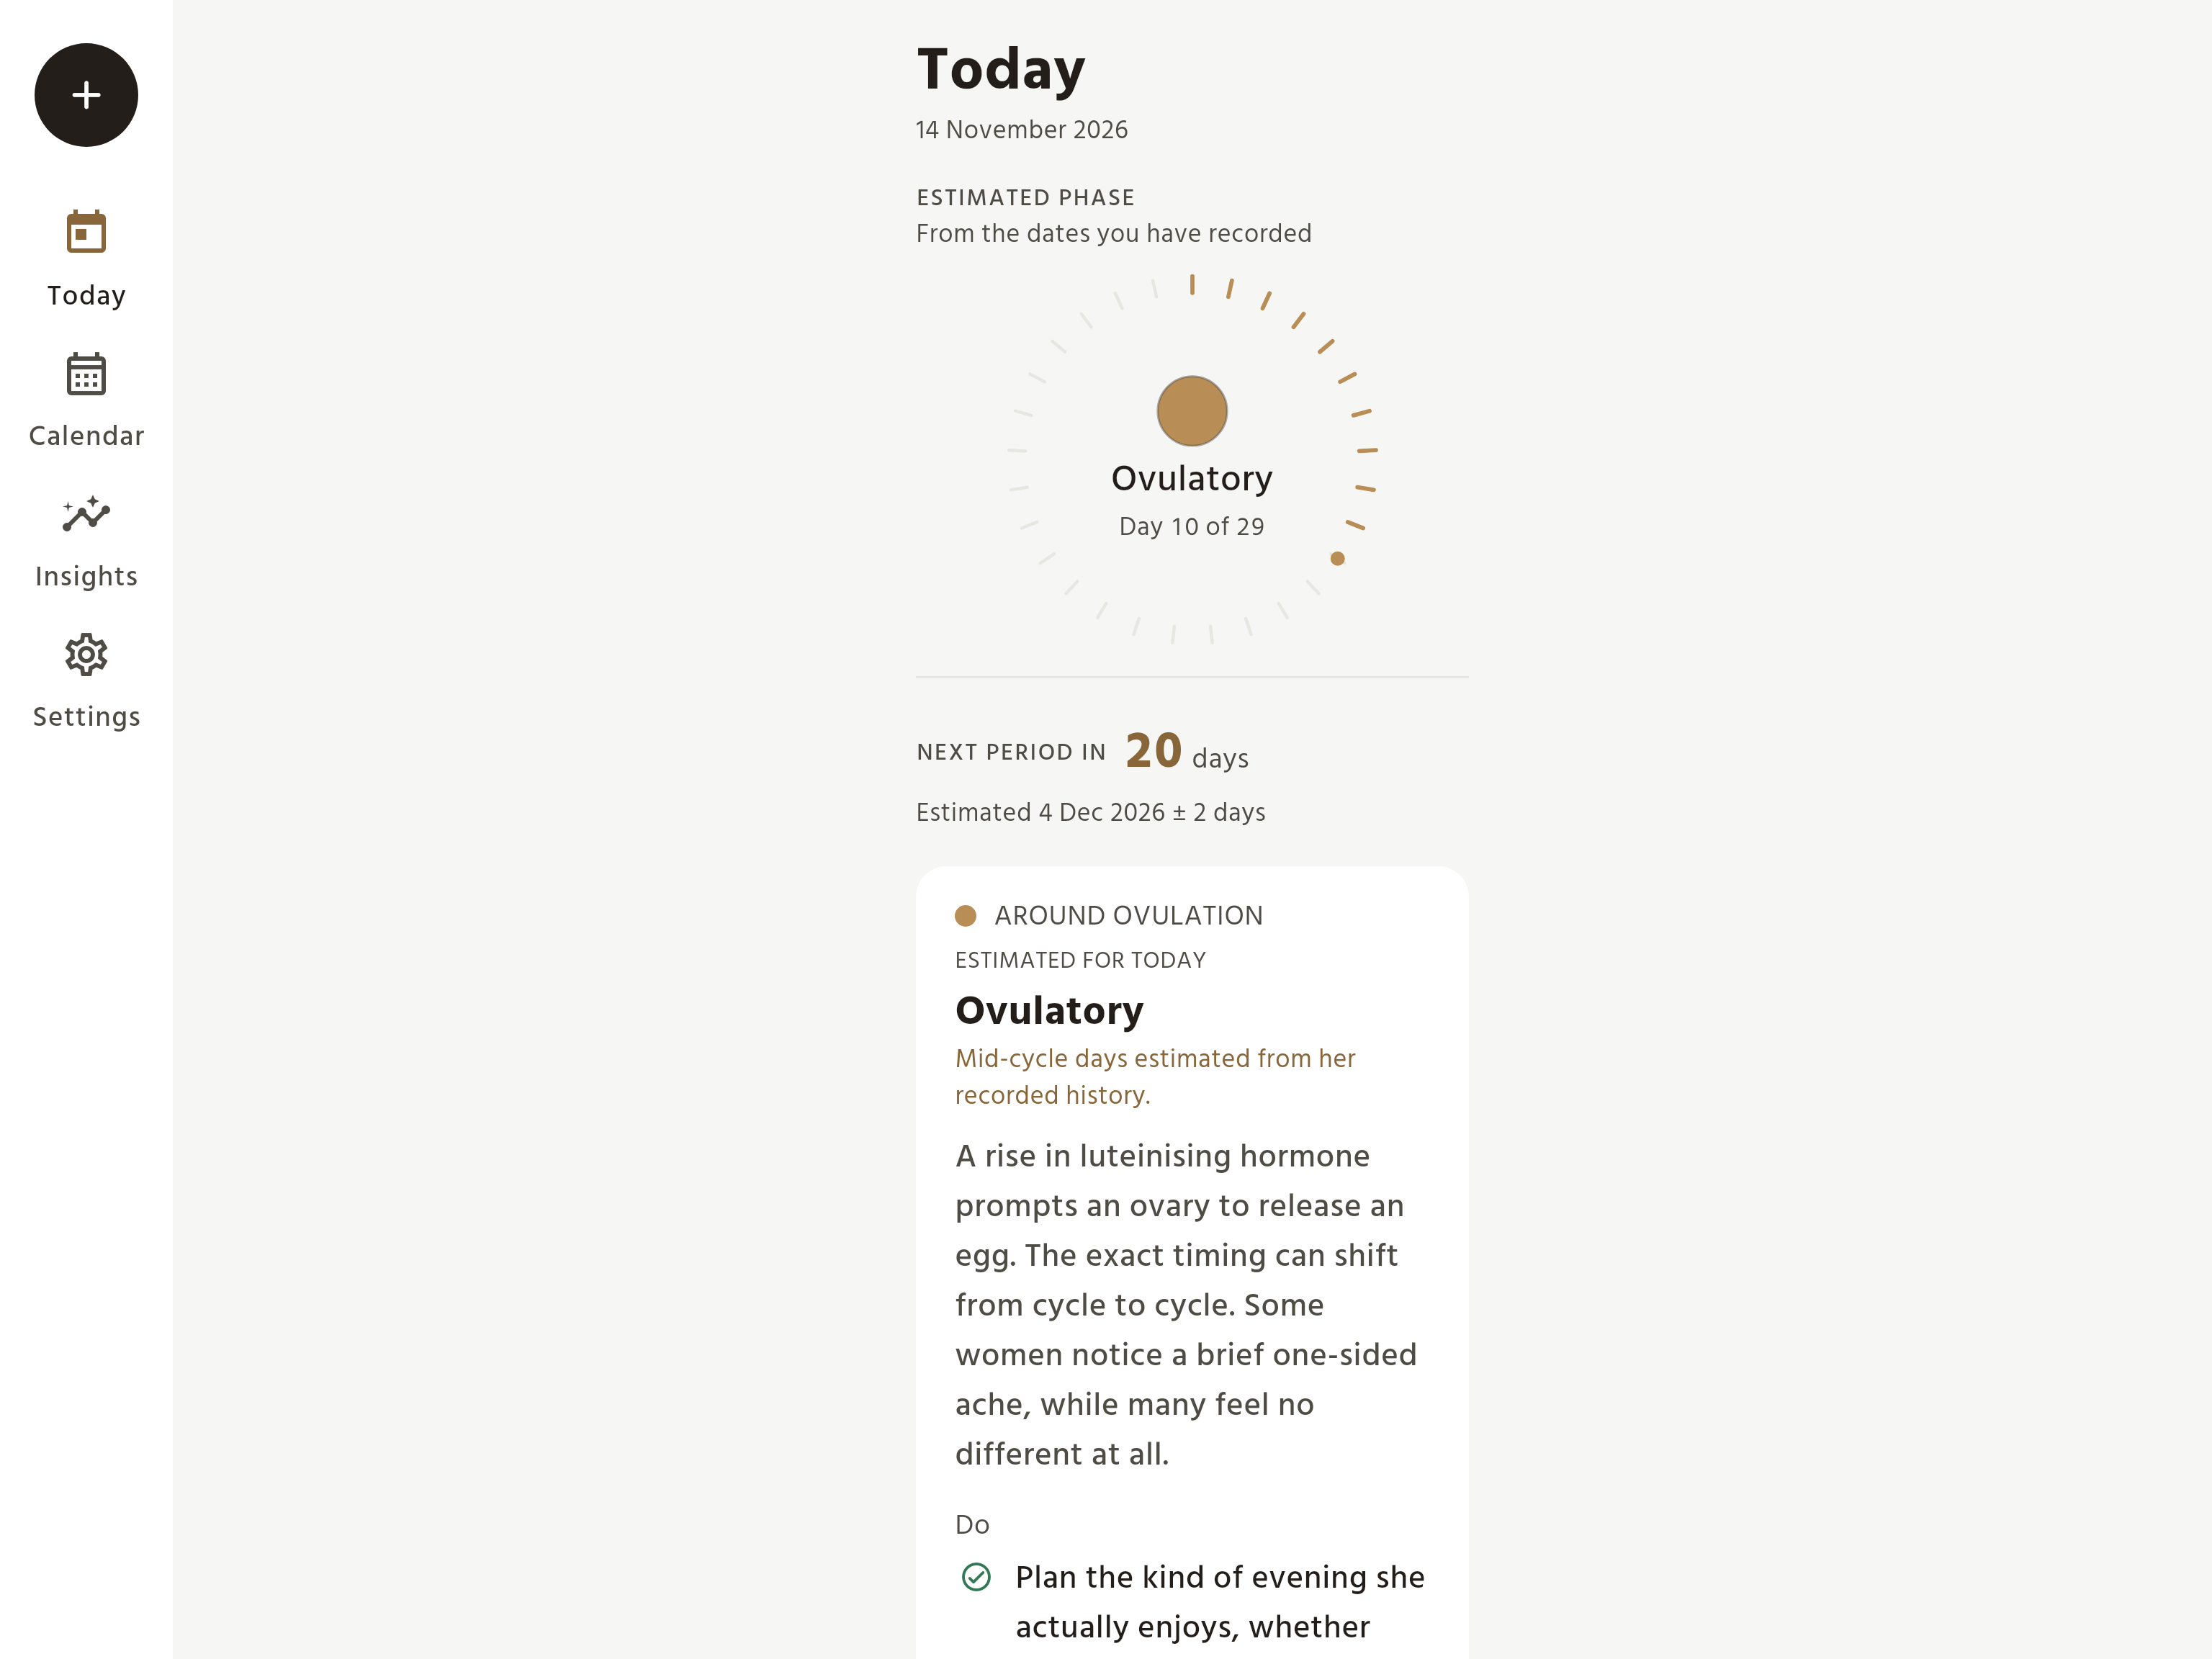 Today
Calendar
Insights
Settings
Today
14 November 2026
ESTIMATED PHASE
From the dates you have recorded
Ovulatory
Day 10 of 29
NEXT PERIOD IN 20 days
Estimated 4 Dec 2026 ± 2 days
AROUND OVULATION
ESTIMATED FOR TODAY
Ovulatory
Mid-cycle days estimated from her
recorded history.
A rise in luteinising hormone
prompts an ovary to release an
egg. The exact timing can shift
from cycle to cycle. Some
women notice a brief one-sided
ache, while many feel no
different at all.
Do
Plan the kind of evening she
actually enjoys, whether